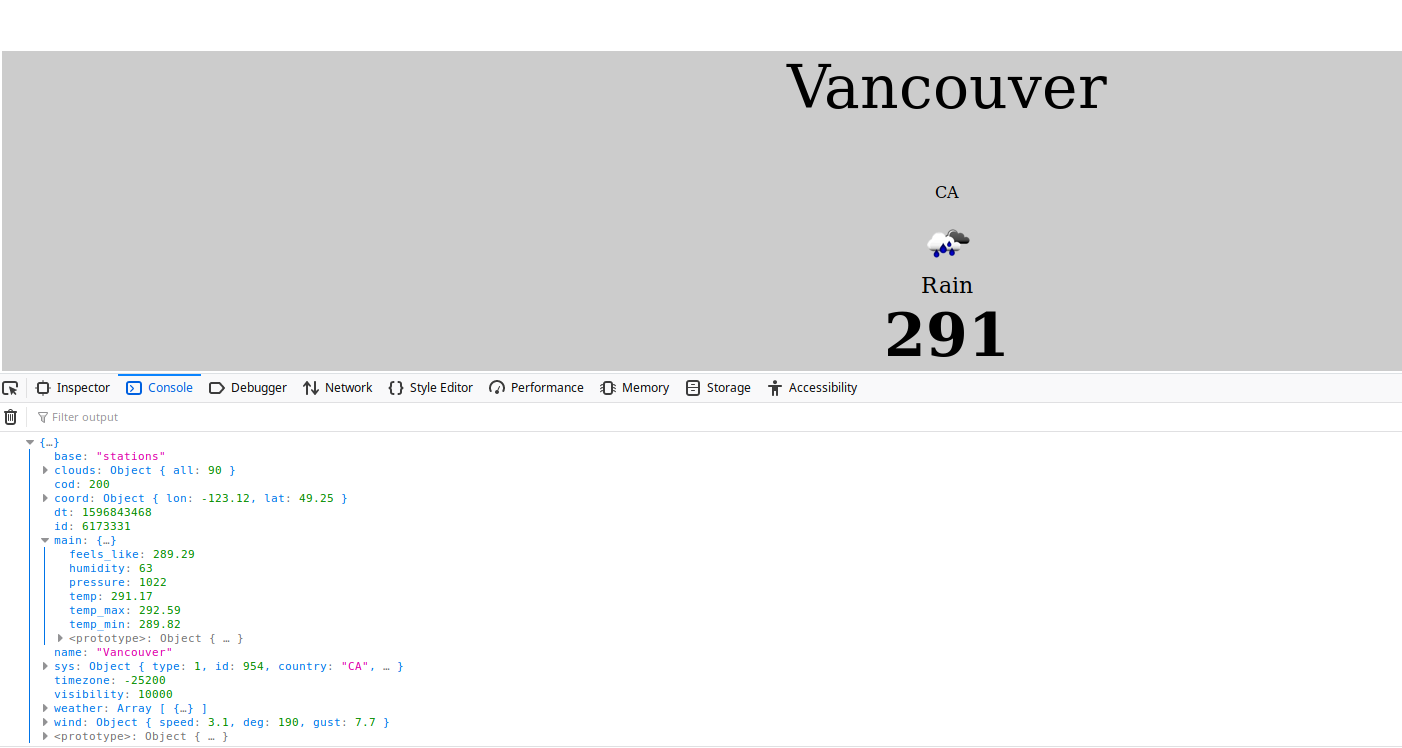 Vancouver
CA
Rain
291
Inspector Console Debugger Network Style Editor Performance Memory Storage Accessibility
Filter output
{…}
base: "stations"
clouds: Object { all: 90 }
cod: 200
coord: Object { lon: -123.12, lat: 49.25 }
dt: 1596843468
id: 6173331
main: {…}
feels_like: 289.29
humidity: 63
pressure: 1022
temp: 291.17
temp_max: 292.59
temp_min: 289.82
<prototype>: Object { … }
name: "Vancouver"
sys: Object { type: 1, id: 954, country: "CA", … }
timezone: -25200
visibility: 10000
weather: Array [ {…} ]
wind: Object { speed: 3.1, deg: 190, gust: 7.7 }
<prototype>: Object { … }